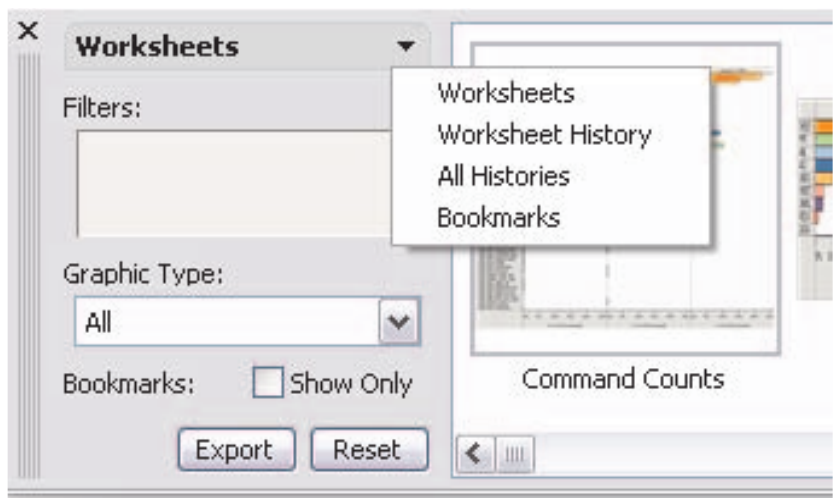 Worksheets
Worksheets
Worksheet History
All Histories
Bookmarks
Filters:
Graphic Type:
All
Bookmarks:
Show Only
Export
Reset
Command Counts